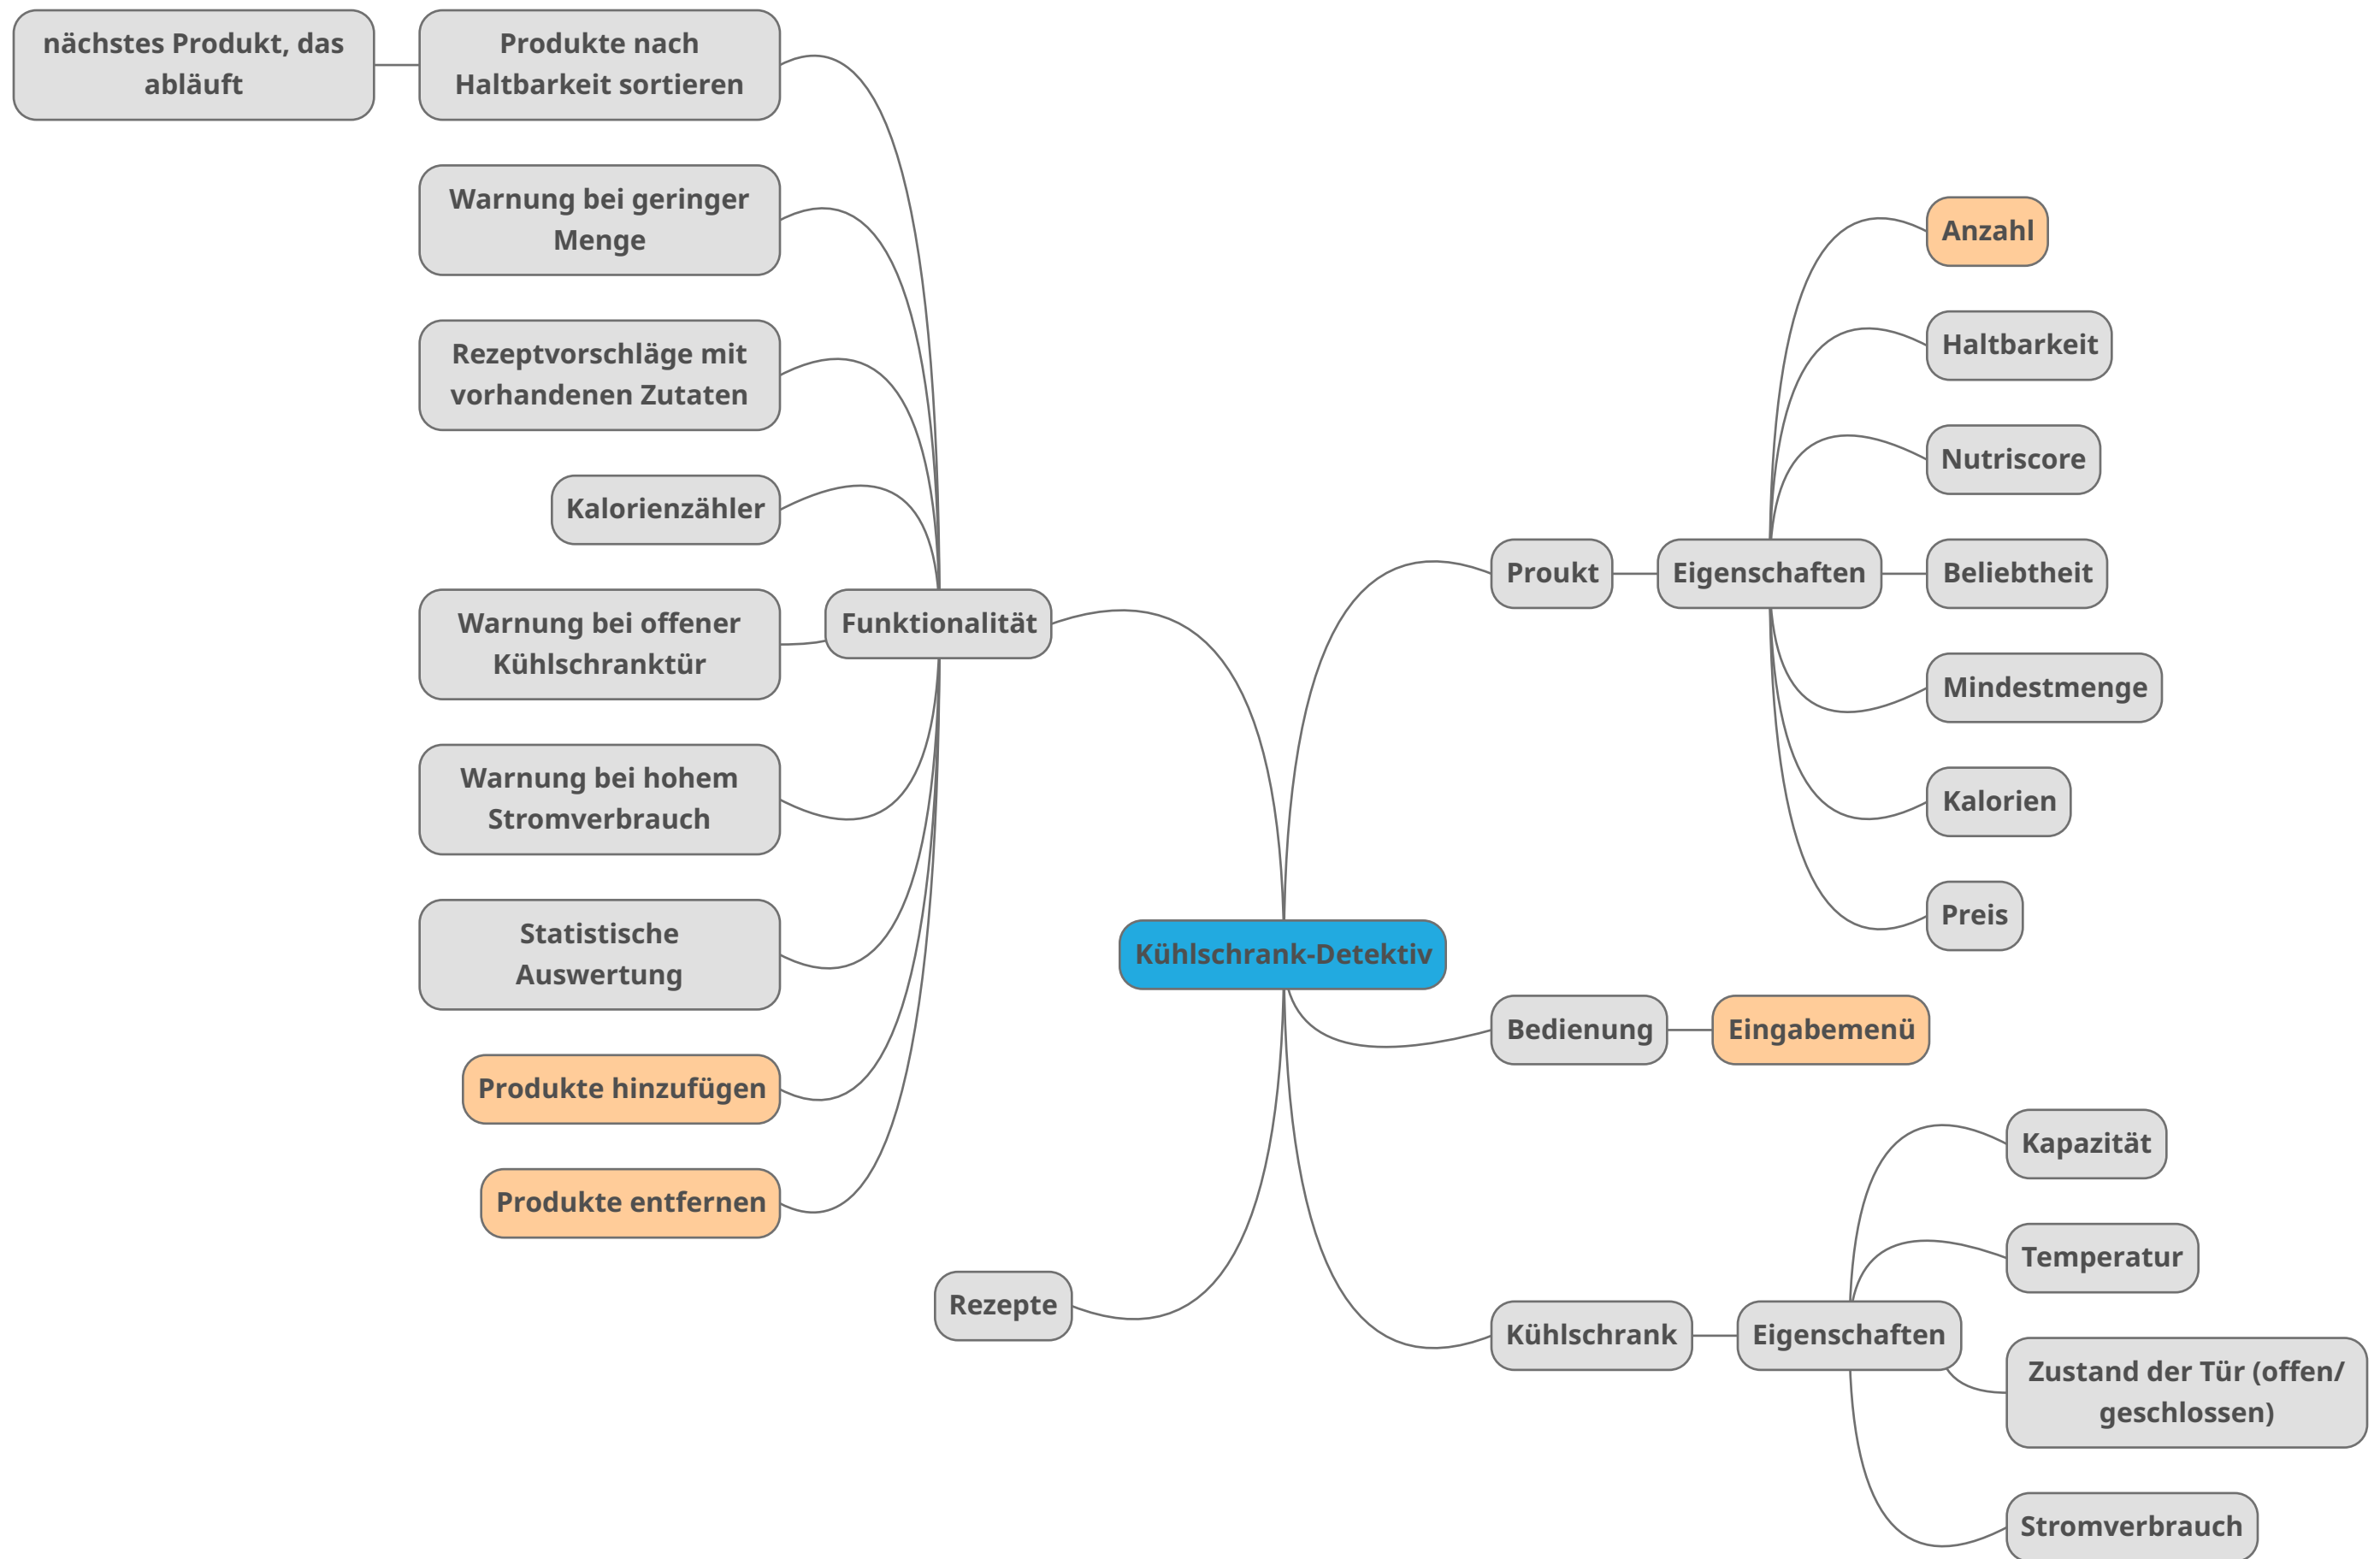 nächstes Produkt, das
abläuft
Produkte nach
Haltbarkeit sortieren
Warnung bei geringer
Menge
Rezeptvorschläge mit
vorhandenen Zutaten
Kalorienzähler
Warnung bei offener
Kühlschranktür
Warnung bei hohem
Stromverbrauch
Statistische
Auswertung
Produkte hinzufügen
Produkte entfernen
Funktionalität
Rezepte
Kühlschrank-Detektiv
Proukt
Eigenschaften
Anzahl
Haltbarkeit
Nutriscore
Beliebtheit
Mindestmenge
Kalorien
Preis
Bedienung
Eingabemenü
Kühlschrank
Eigenschaften
Kapazität
Temperatur
Zustand der Tür (offen/
geschlossen)
Stromverbrauch